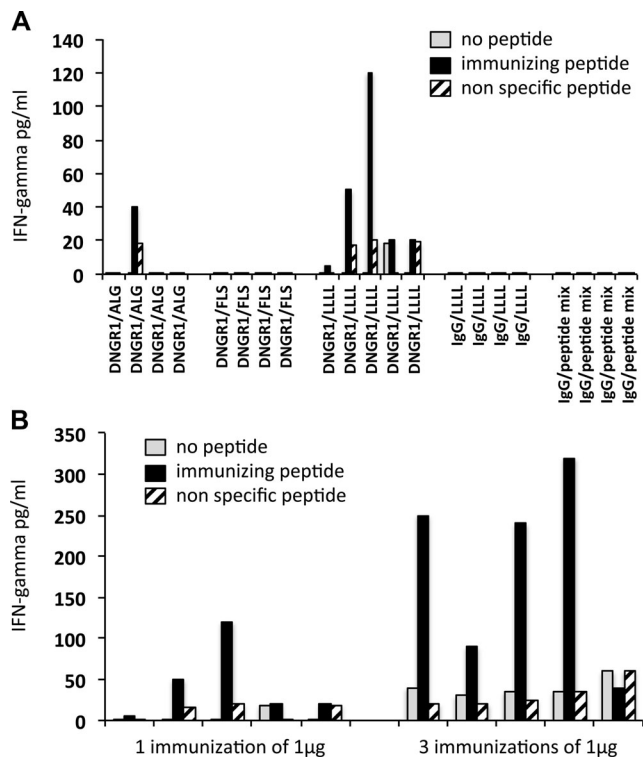 A
140
120
100
80
60
40
20
0
IFN-gamma pg/ml
no peptide
immunizing peptide
non specific peptide
DNGR1/ALG
DNGR1/ALG
DNGR1/ALG
DNGR1/ALG
DNGR1/FLS
DNGR1/FLS
DNGR1/FLS
DNGR1/FLS
DNGR1/LLL
DNGR1/LLL
DNGR1/LLL
DNGR1/LLL
DNGR1/LLL
IgG/LLL
IgG/LLL
IgG/LLL
IgG/LLL
IgG/peptide mix
IgG/peptide mix
IgG/peptide mix
IgG/peptide mix
B
350
300
250
200
150
100
50
0
IFN-gamma pg/ml
no peptide
immunizing peptide
non specific peptide
1 immunization of 1µg
3 immunizations of 1µg